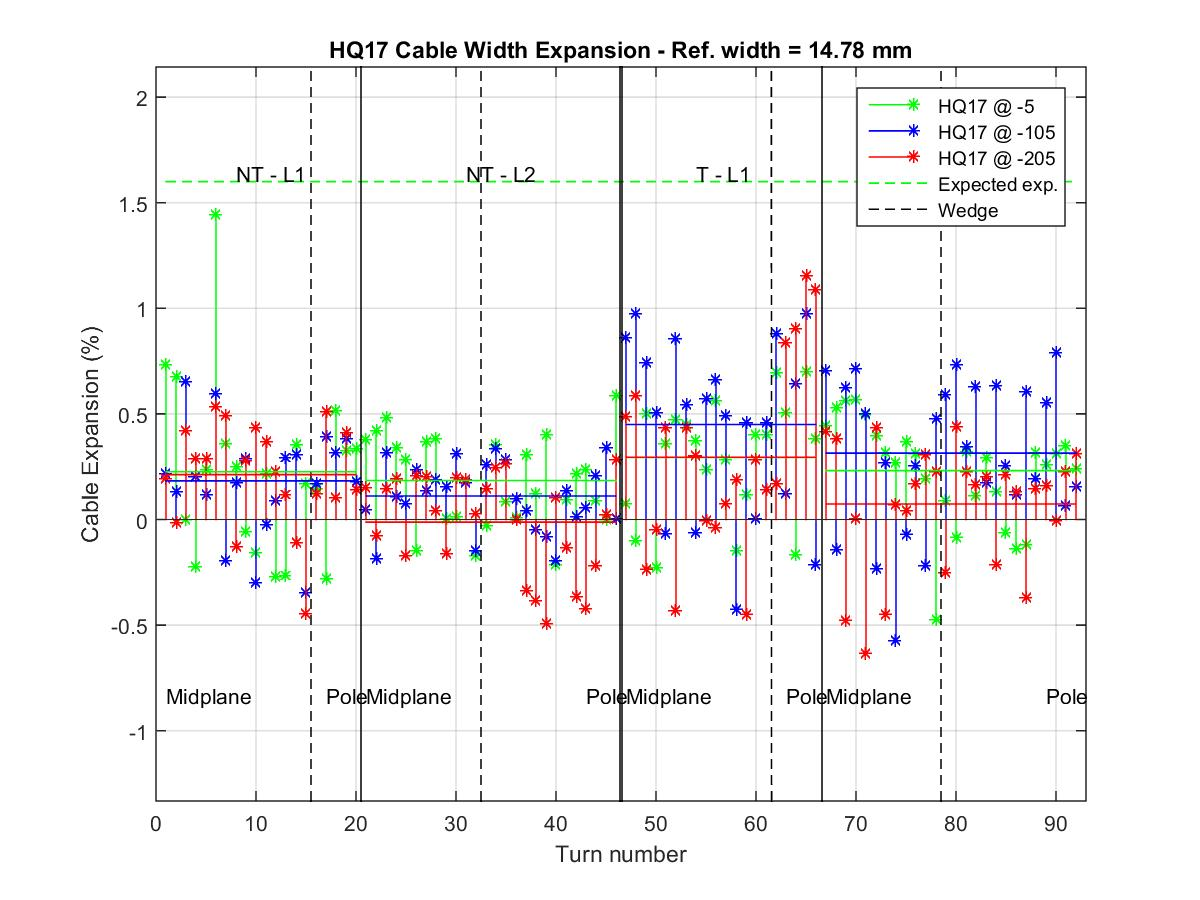 HQ17 Cable Width Expansion - Ref. width = 14.78 mm
HQ17 @ -5
HQ17 @ -105
HQ17 @ -205
Expected exp.
Wedge
NT - L1
NT - L2
T - L1
Midplane
Pole
Midplane
Pole
Midplane
Pole
Midplane
Pole
2
1.5
1
0.5
0
-0.5
-1
Cable Expansion (%)
0 10 20 30 40 50 60 70 80 90
Turn number